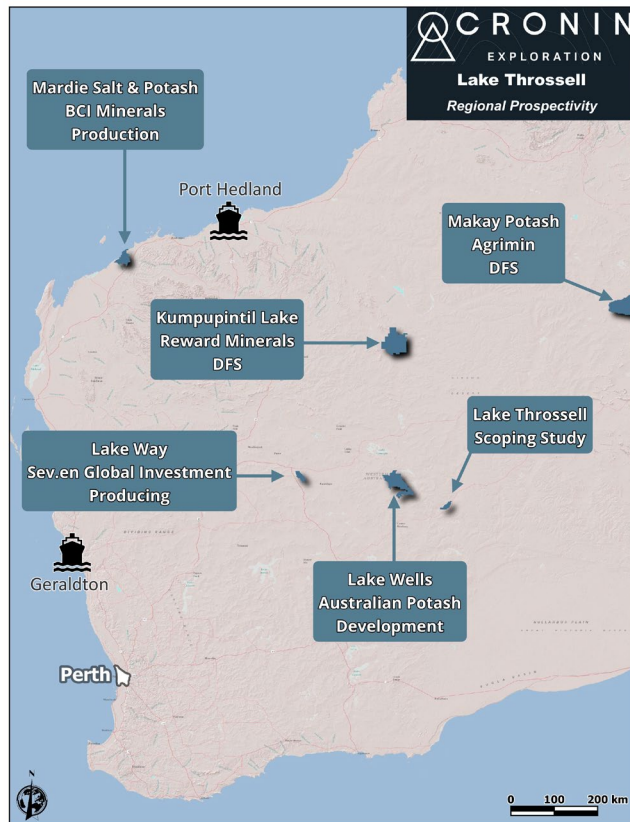 CRONIN
EXPLORATION
Lake Throssell
Regional Prospectivity
Mardie Salt & Potash
BCI Minerals
Production
Port Hedland
Makay Potash
Agrimin
DFS
Kumpupintil Lake
Reward Minerals
DFS
Lake Throssell
Scoping Study
Lake Way
Sev.en Global Investment
Producing
Geraldton
Lake Wells
Australian Potash
Development
Perth
N
0 100 200 km